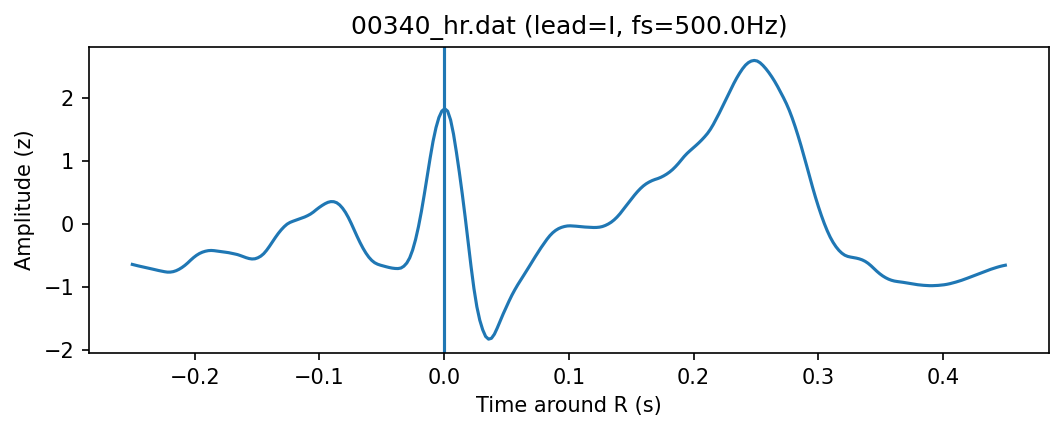 00340_hr.dat (lead=I, fs=500.0Hz)
Amplitude (z)
2
1
0
−1
−2
−0.2 −0.1 0.0 0.1 0.2 0.3 0.4
Time around R (s)